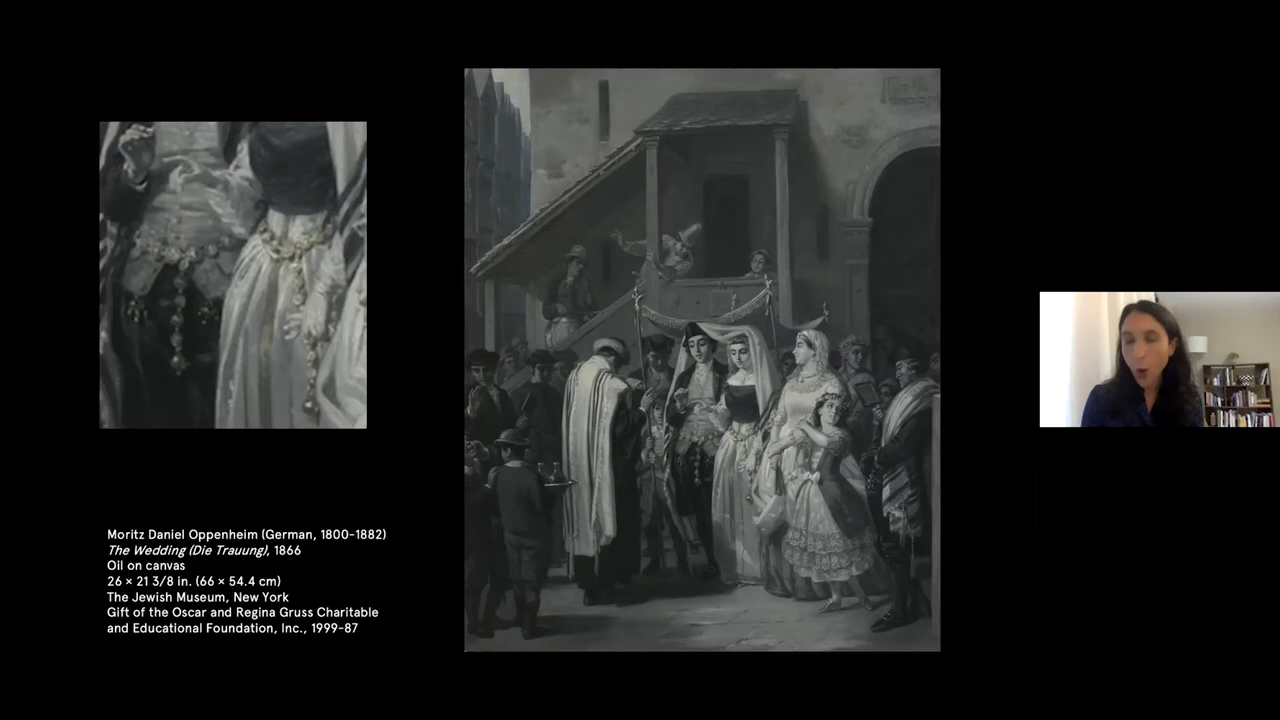 Moritz Daniel Oppenheim (German, 1800-1882)
The Wedding (Die Trauung), 1866
Oil on canvas
26 × 21 3/8 in. (66 × 54.4 cm)
The Jewish Museum, New York
Gift of the Oscar and Regina Gruss Charitable
and Educational Foundation, Inc., 1999-87